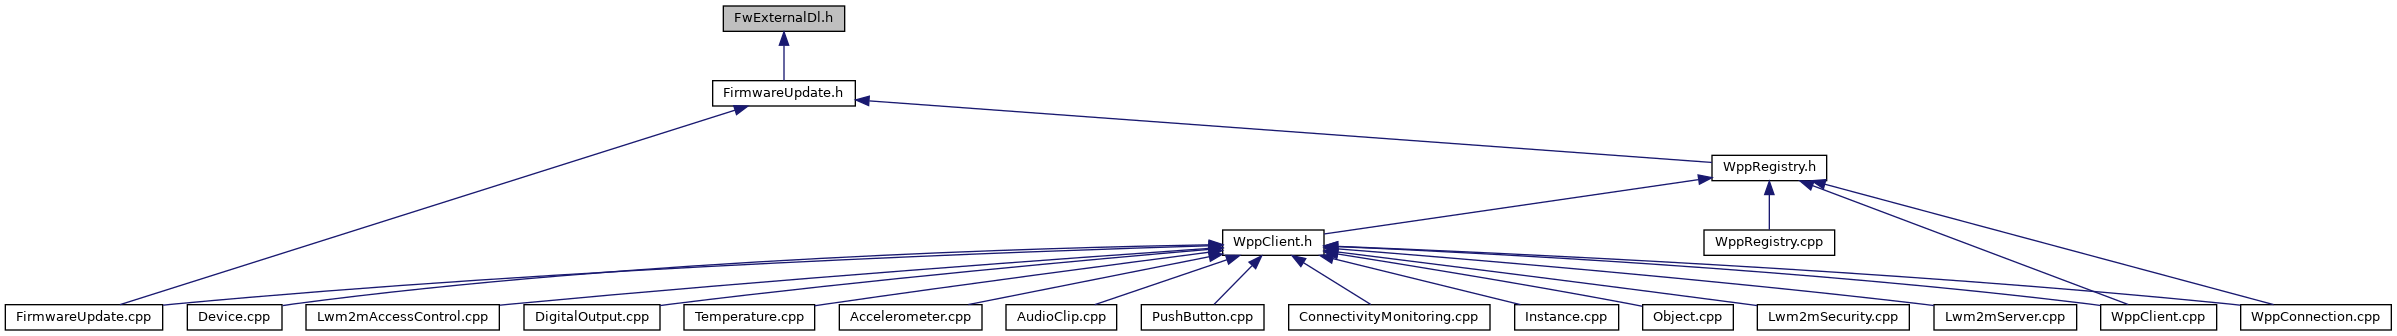 FwExternalDl.h
FirmwareUpdate.h
WppRegistry.h
WppClient.h
WppRegistry.cpp
FirmwareUpdate.cpp
Device.cpp
Lwm2mAccessControl.cpp
DigitalOutput.cpp
Temperature.cpp
Accelerometer.cpp
AudioClip.cpp
PushButton.cpp
ConnectivityMonitoring.cpp
Instance.cpp
Object.cpp
Lwm2mSecurity.cpp
Lwm2mServer.cpp
WppClient.cpp
WppConnection.cpp